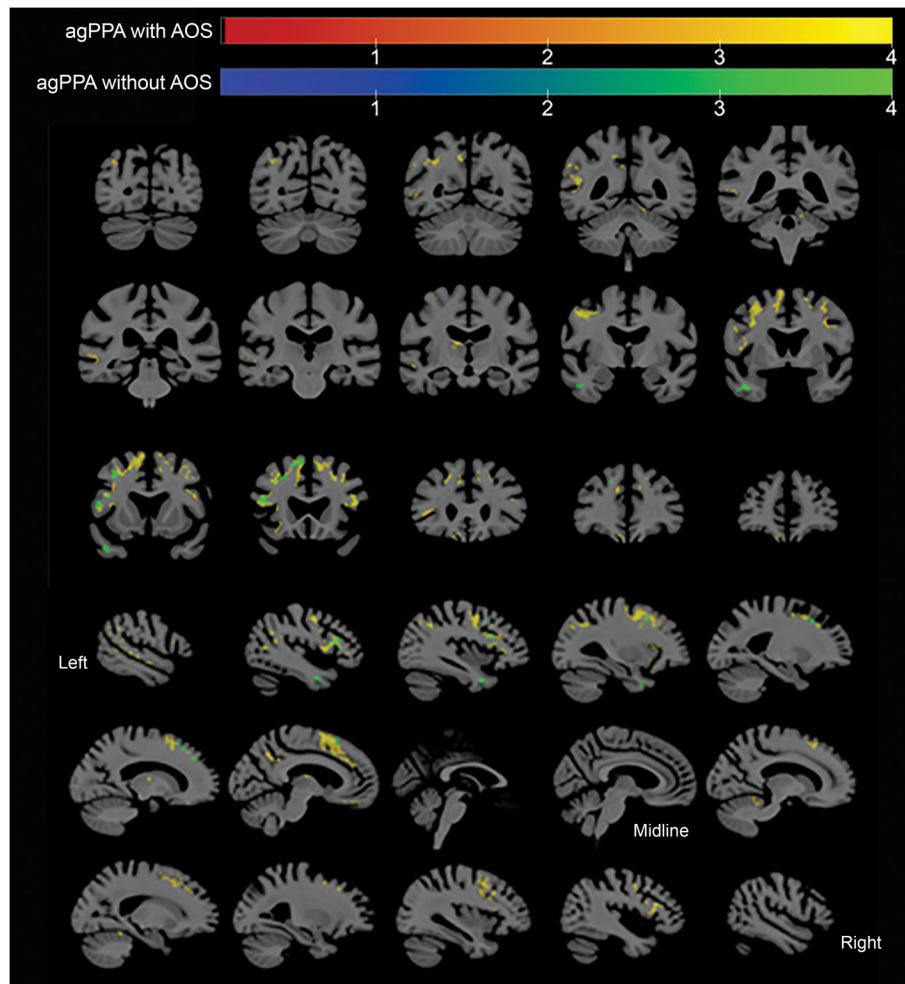 agPPA with AOS
1 2 3 4
agPPA without AOS
1 2 3 4
Left
Midline
Right